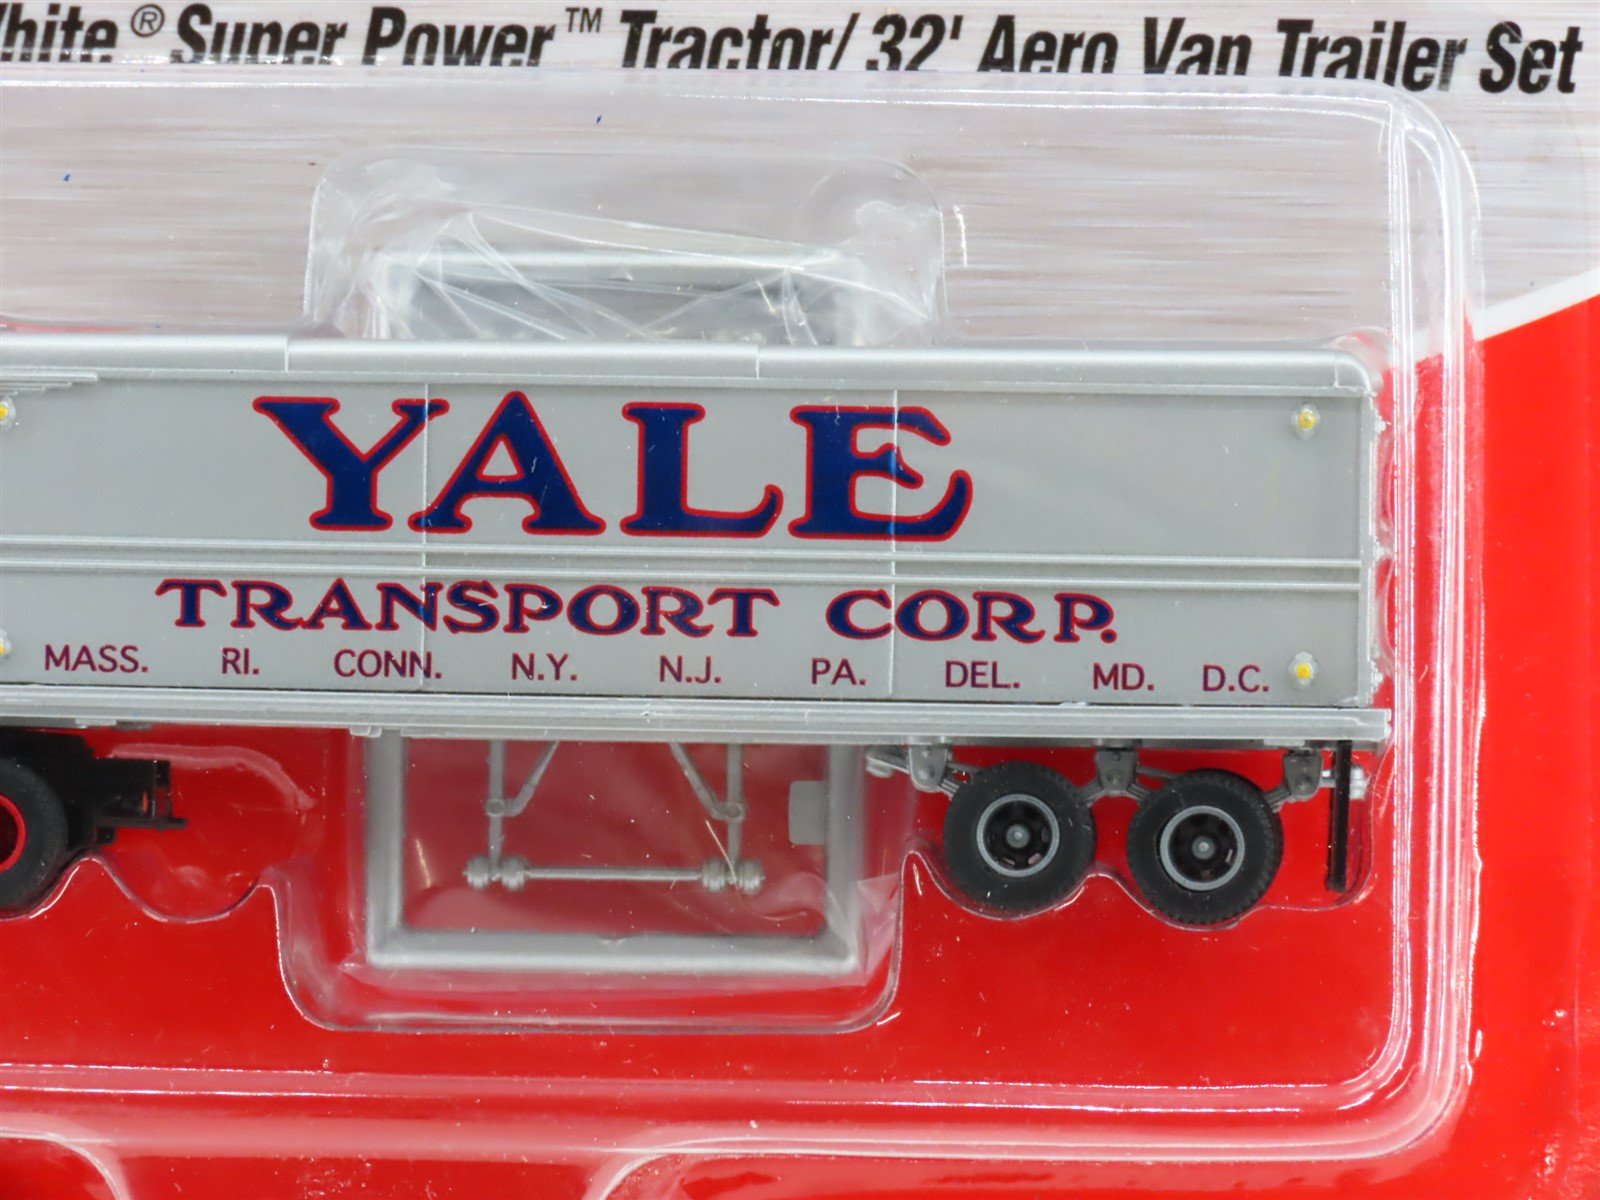 White® Super Power™ Tractor/ 32' Aero Van Trailer Set
YALE
TRANSPORT CORP.
MASS. RI. CONN. N.Y. N.J. PA. DEL. MD. D.C.